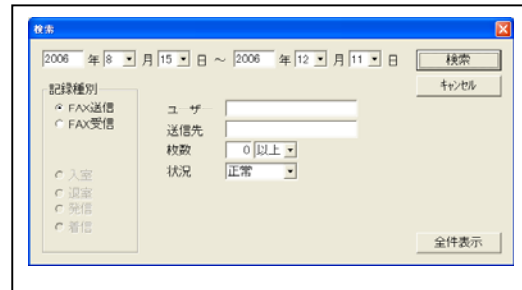 検索
2006 年 8 月 15 日 ～ 2006 年 12 月 11 日 検索
キャンセル
記録種別
FAX送信
FAX受信
入室
退室
発信
着信
ユーザー
送信先
枚数 0 以上
状況 正常
全件表示